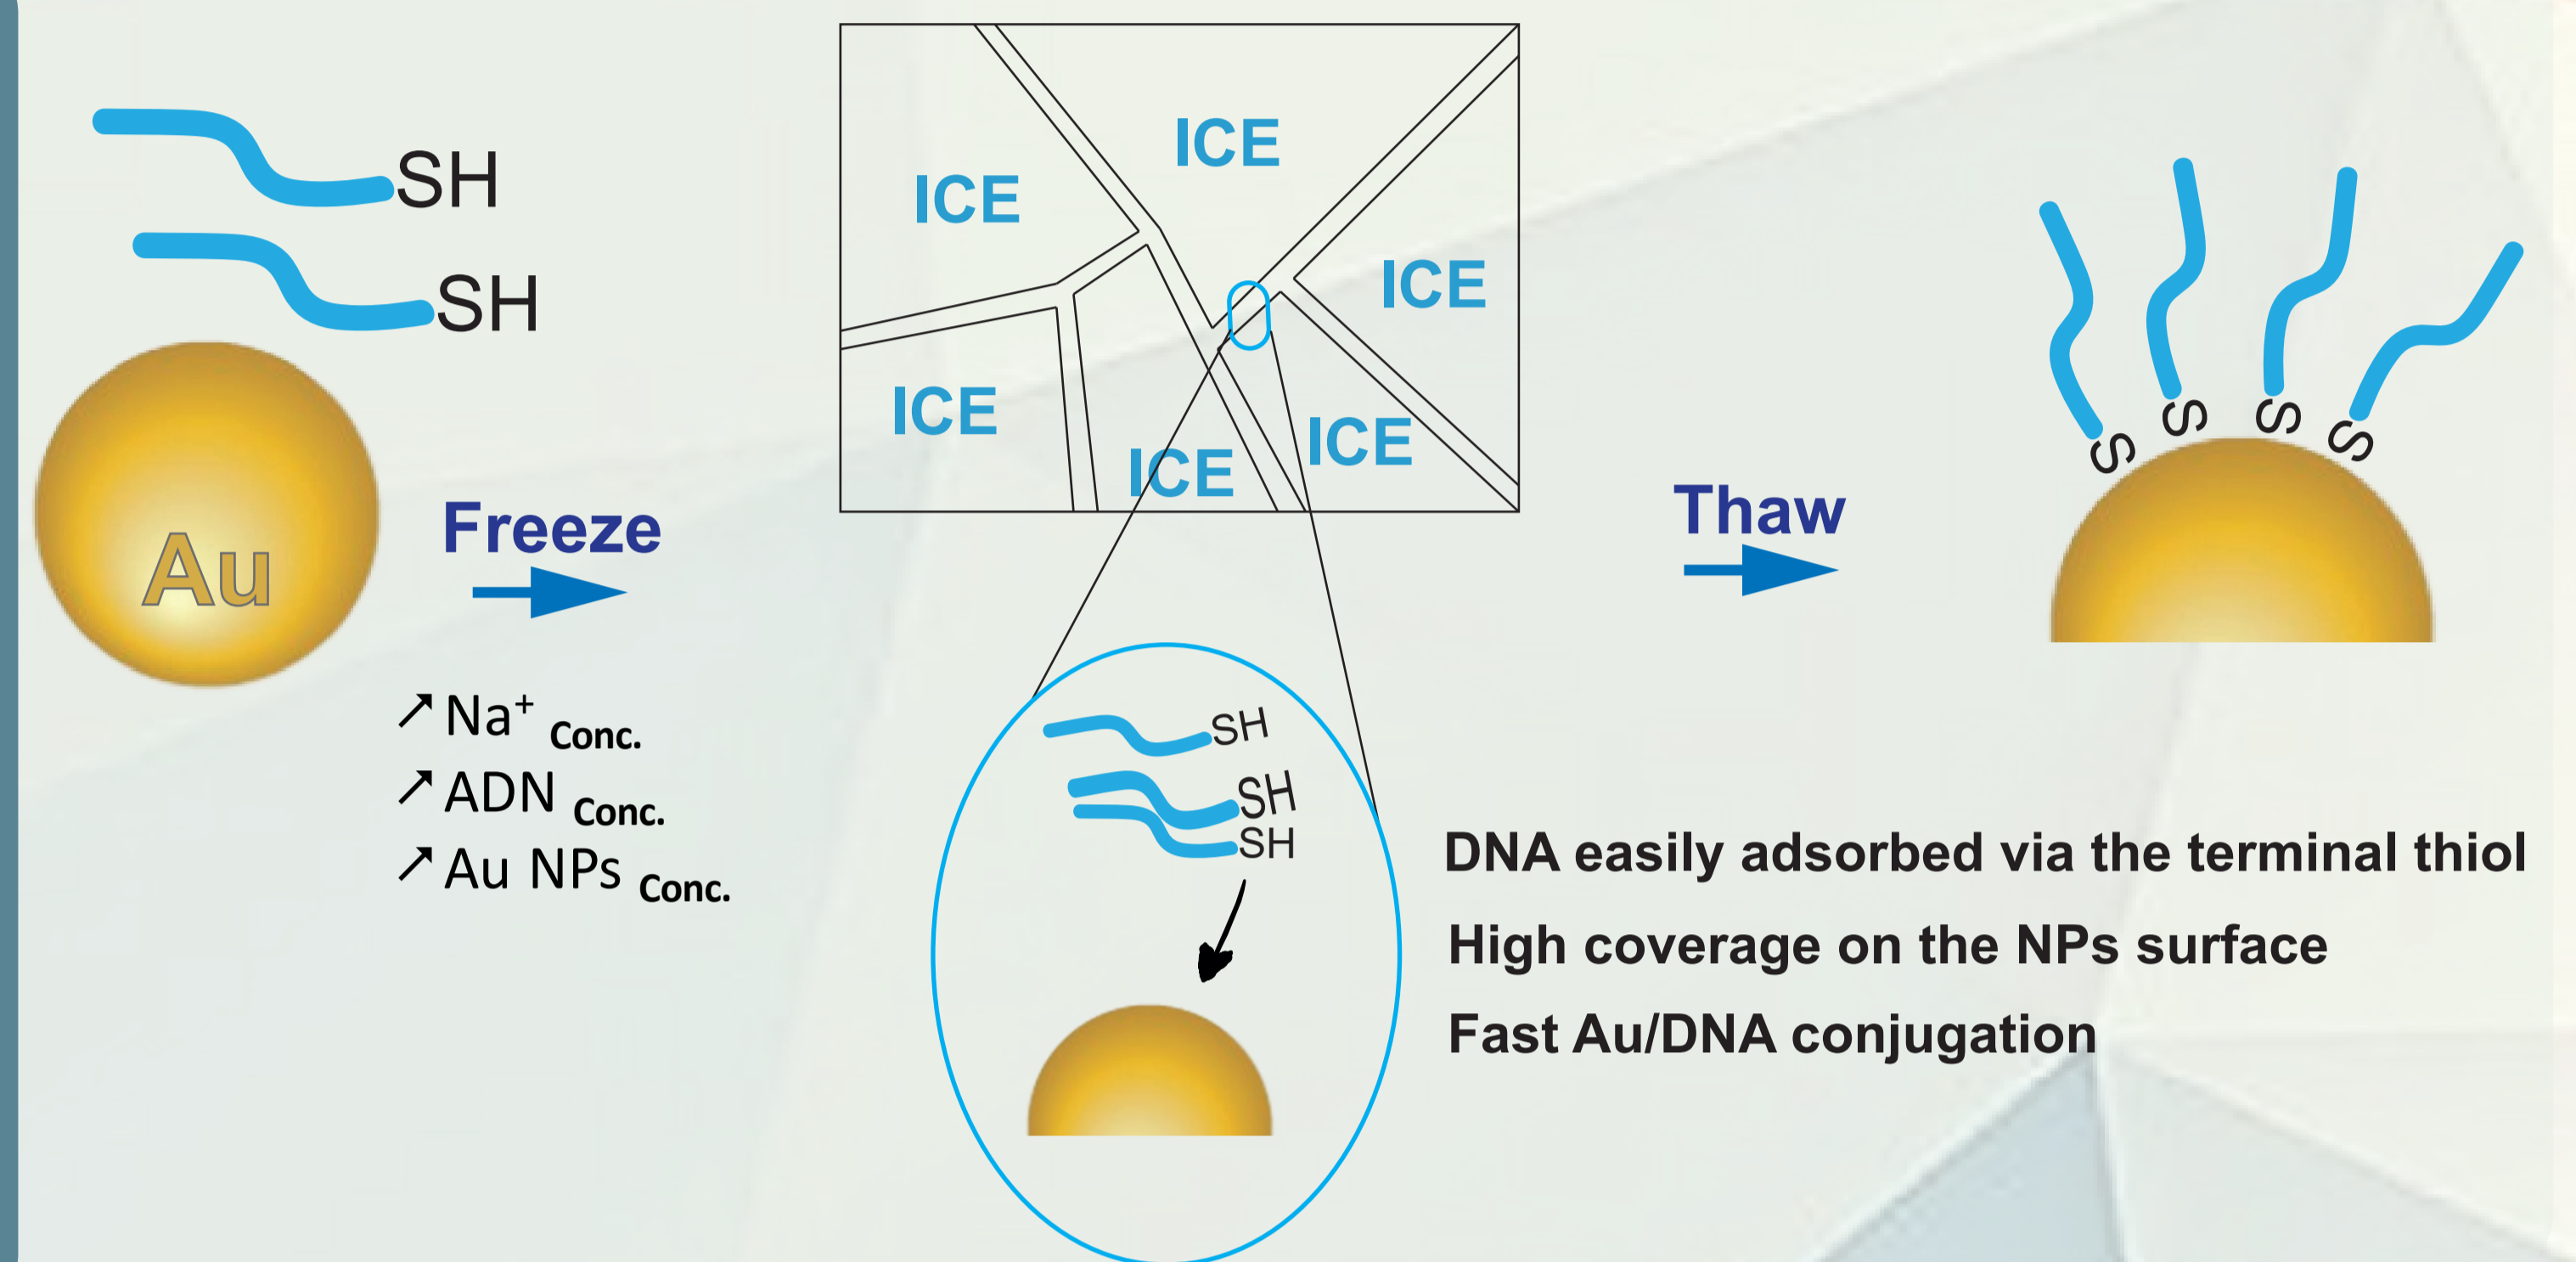 SH
SH
Au
Freeze
↗Na⁺ Conc.
↗ADN Conc.
↗Au NPs Conc.
ICE
ICE
ICE
ICE
ICE
ICE
SH
SH
SH
Thaw
S
S
S
S
DNA easily adsorbed via the terminal thiol
High coverage on the NPs surface
Fast Au/DNA conjugation